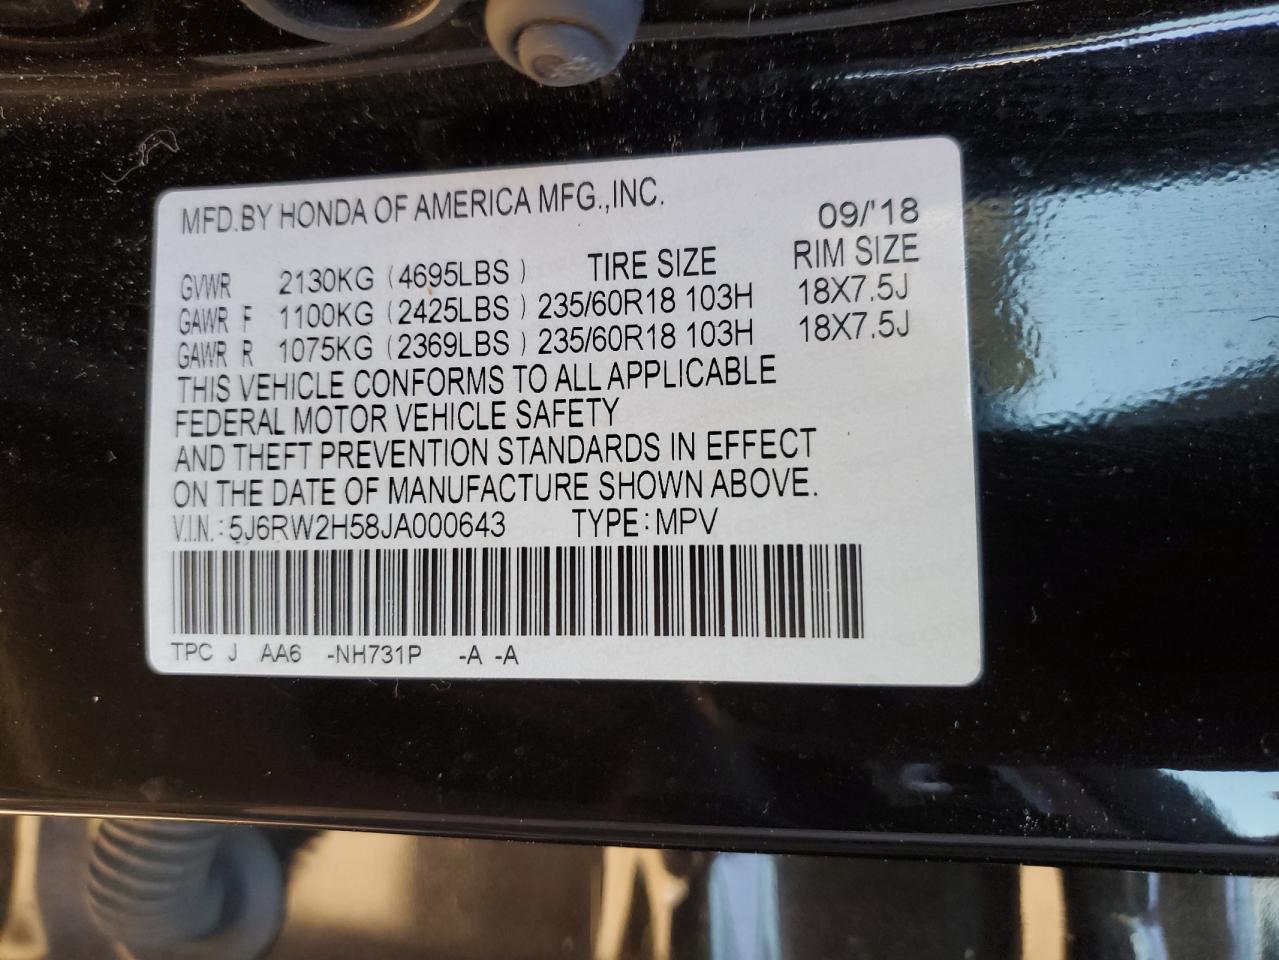 MFD.BY HONDA OF AMERICA MFG.,INC.
09/'18
GVWR 2130KG (4695LBS) TIRE SIZE RIM SIZE
GAWR F 1100KG (2425LBS) 235/60R18 103H 18X7.5J
GAWR R 1075KG (2369LBS) 235/60R18 103H 18X7.5J
THIS VEHICLE CONFORMS TO ALL APPLICABLE
FEDERAL MOTOR VEHICLE SAFETY
AND THEFT PREVENTION STANDARDS IN EFFECT
ON THE DATE OF MANUFACTURE SHOWN ABOVE.
V.I.N.: 5J6RW2H58JA000643 TYPE: MPV
TPC J AA6 -NH731P -A -A